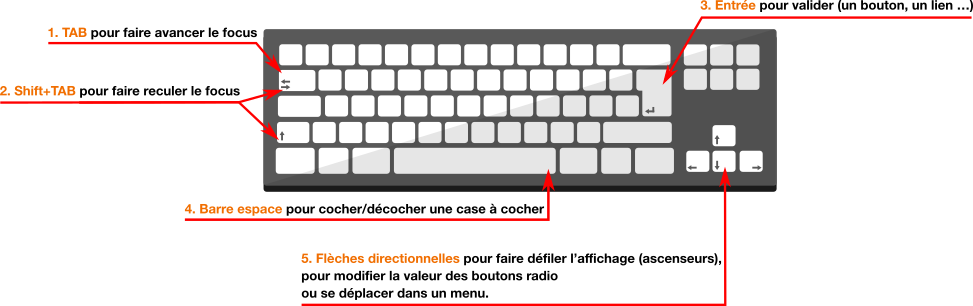 3. Entrée pour valider (un bouton, un lien ...)
1. TAB pour faire avancer le focus
2. Shift+TAB pour faire reculer le focus
4. Barre espace pour cocher/décocher une case à cocher
5. Flèches directionnelles pour faire défiler l’affichage (ascenseurs),
pour modifier la valeur des boutons radio
ou se déplacer dans un menu.